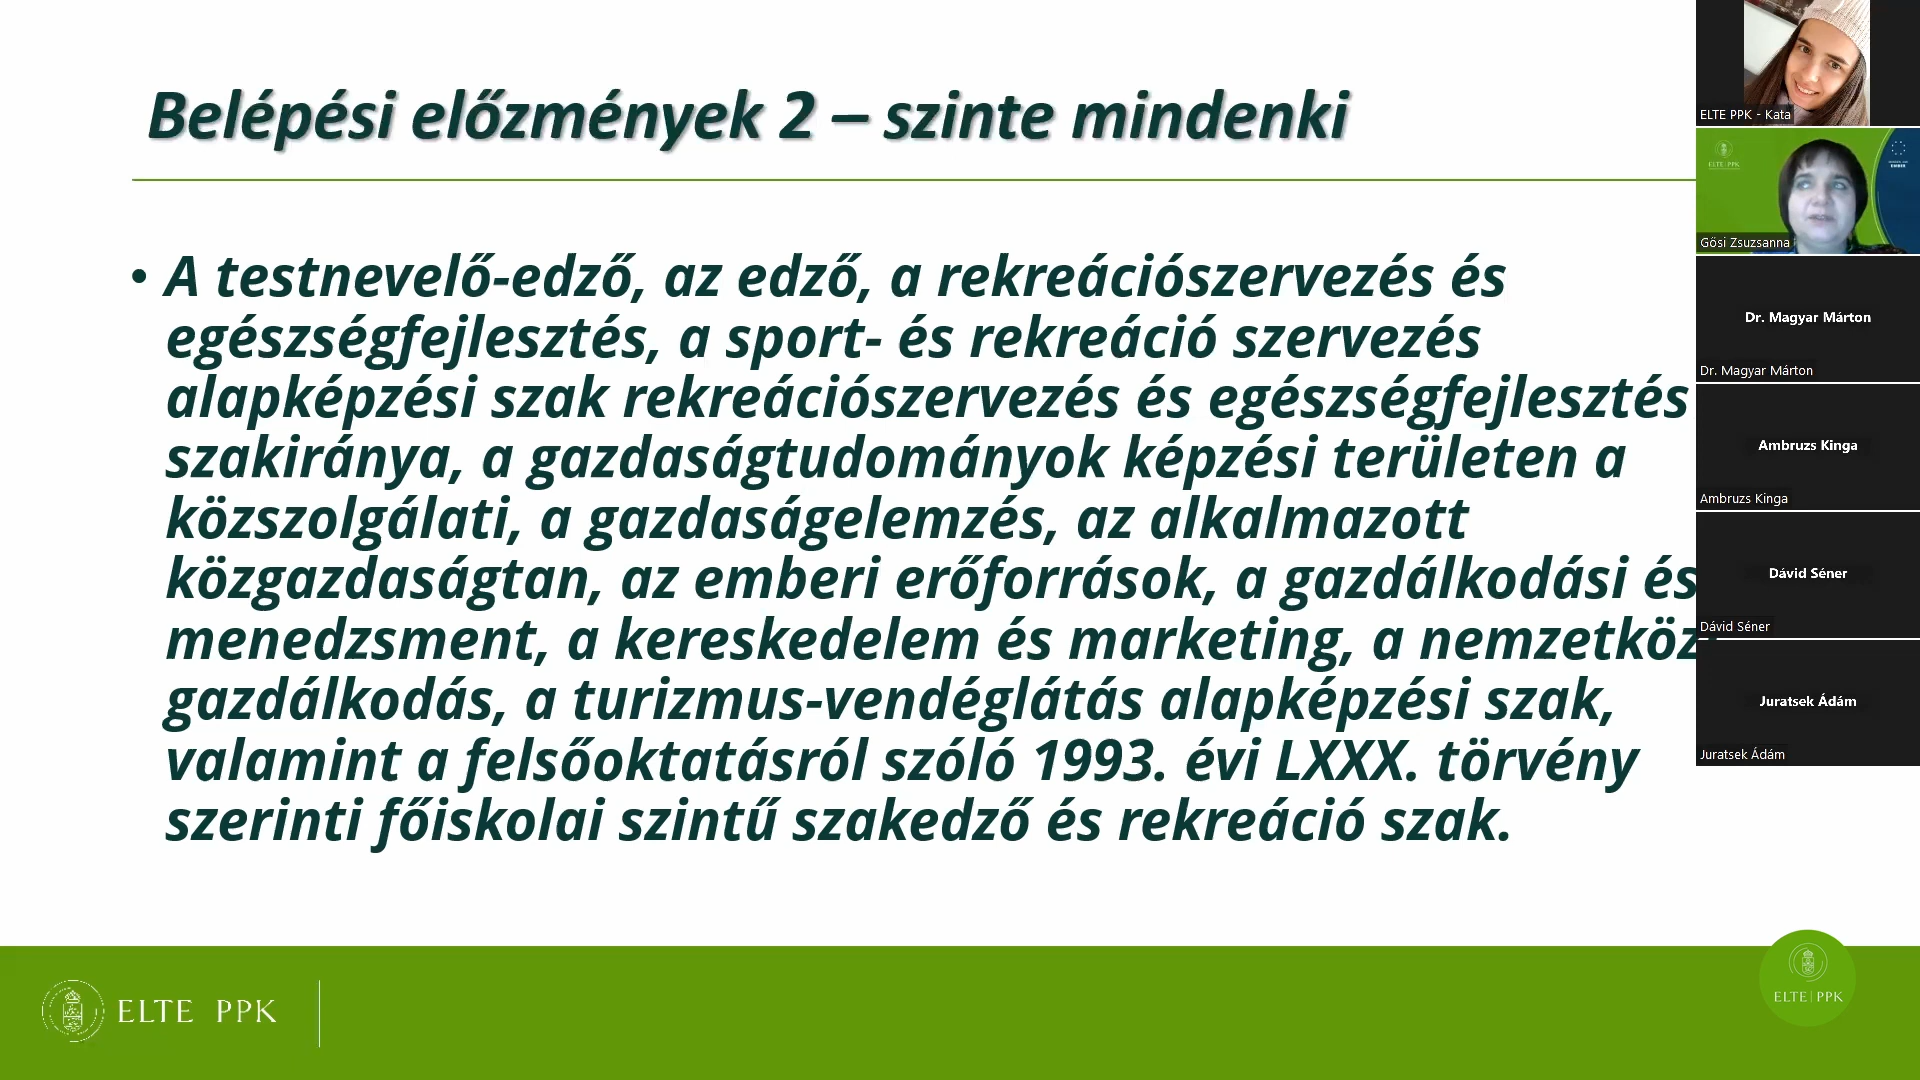 Belépési előzmények 2 – szinte mindenki
• A testnevelő-edző, az edző, a rekreációszervezés és
egészségfejlesztés, a sport- és rekreáció szervezés
alapképzési szak rekreációszervezés és egészségfejlesztés
szakiránya, a gazdaságtudományok képzési területen a
közszolgálati, a gazdaságelemzés, az alkalmazott
közgazdaságtan, az emberi erőforrások, a gazdálkodási és
menedzsment, a kereskedelem és marketing, a nemzetköz
gazdálkodás, a turizmus-vendéglátás alapképzési szak,
valamint a felsőoktatásról szóló 1993. évi LXXX. törvény
szerinti főiskolai szintű szakedző és rekreáció szak.
ELTE PPK - Kata
ELTE | PPK
Gősi Zsuzsanna
Dr. Magyar Márton
Dr. Magyar Márton
Ambruzs Kinga
Ambruzs Kinga
Dávid Séner
Dávid Séner
Juratsek Ádám
Juratsek Ádám
ELTE PPK
ELTE | PPK